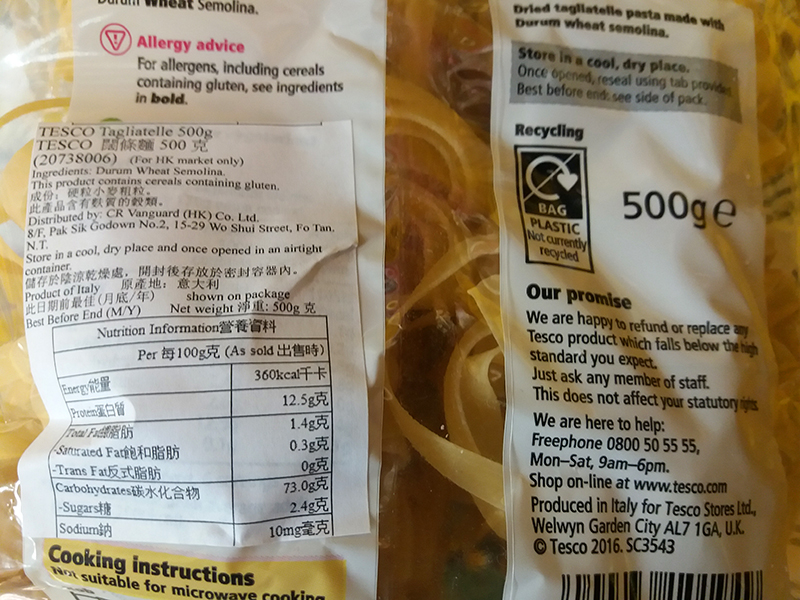 Durum Wheat Semolina.
Allergy advice
For allergens, including cereals
containing gluten, see ingredients
in bold.
TESCO Tagliatelle 500g
TESCO 闊條麵 500 克
(20738006) (For HK market only)
Ingredients: Durum Wheat Semolina.
This product contains cereals containing gluten.
成份: 硬粒小麥粗粒。
此產品含有麩質的穀類。
Distributed by: CR Vanguard (HK) Co. Ltd.
8/F, Pak Sik Godown No.2, 15-29 Wo Shui Street, Fo Tan,
N.T.
Store in a cool, dry place and once opened in an airtight
container.
儲存於陰涼乾燥處, 開封後存放於密封容器內。
Product of Italy 原產地: 意大利
此日期前最佳(月底/年) shown on package
Best Before End (M/Y) Net weight 淨重: 500g 克
Nutrition Information營養資料
Per 每100g克 (As sold 出售時)
Energy能量 360kcal千卡
Protein蛋白質 12.5g克
Total Fat總脂肪 1.4g克
-Saturated Fat飽和脂肪 0.3g克
-Trans Fat反式脂肪 0g克
Carbohydrates碳水化合物 73.0g克
-Sugars糖 2.4g克
Sodium鈉 10mg毫克
Cooking instructions
Not suitable for microwave cooking
Dried tagliatelle pasta made with
Durum wheat semolina.
Store in a cool, dry place.
Once opened, reseal using tab provided
Best before end: see side of pack.
Recycling
BAG
PLASTIC
Not currently
recycled
500g℮
Our promise
We are happy to refund or replace any
Tesco product which falls below the high
standard you expect.
Just ask any member of staff.
This does not affect your statutory rights
We are here to help:
Freephone 0800 50 55 55,
Mon–Sat, 9am–6pm.
Shop on-line at www.tesco.com
Produced in Italy for Tesco Stores Ltd.,
Welwyn Garden City AL7 1GA, U.K.
© Tesco 2016. SC3543